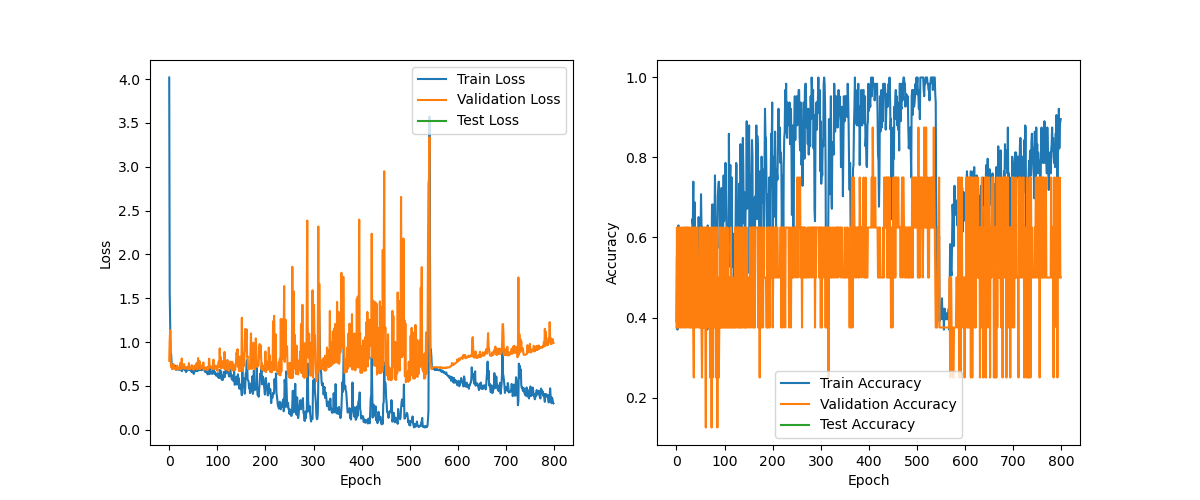 4.0
3.5
3.0
2.5
2.0
1.5
1.0
0.5
0.0
0 100 200 300 400 500 600 700 800
Loss
Epoch
Train Loss
Validation Loss
Test Loss
1.0
0.8
0.6
0.4
0.2
0 100 200 300 400 500 600 700 800
Accuracy
Epoch
Train Accuracy
Validation Accuracy
Test Accuracy